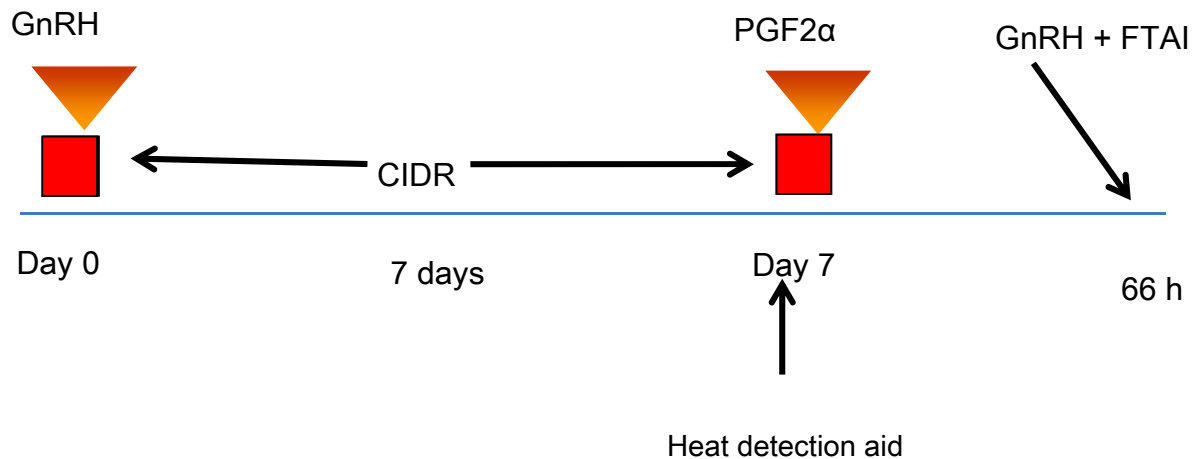 GnRH
PGF2α
GnRH + FTAI
CIDR
Day 0
7 days
Day 7
66 h
Heat detection aid